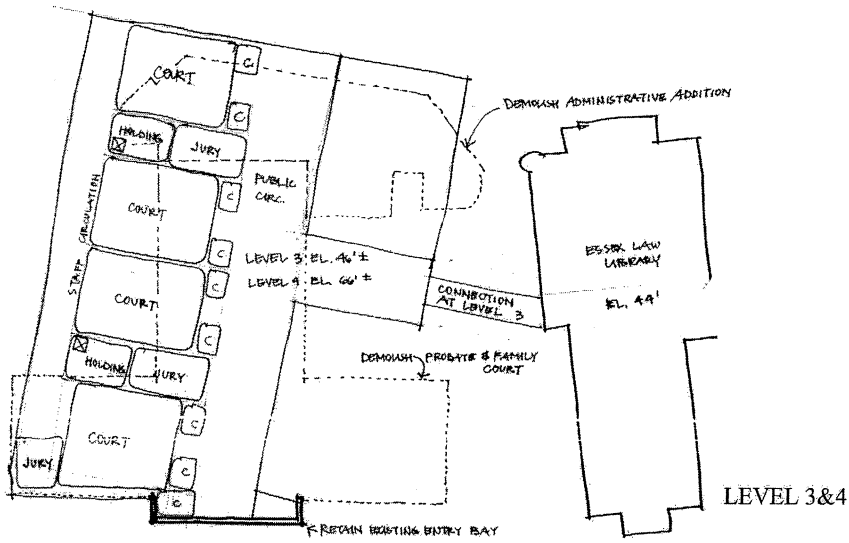 COURT
C
DEMOLISH ADMINISTRATIVE ADDITION
C
HOLDING
JURY
PUBLIC
CIRC.
COURT
C
STAFF CIRCULATION
ESSEX LAW
LIBRARY
C
LEVEL 3 EL. 46' ±
LEVEL 4 EL. 66' ±
C
COURT
CONNECTION
AT LEVEL 3
EL. 44'
C
HOLDING
JURY
DEMOLISH PROBATE & FAMILY
COURT
C
COURT
JURY
C
C
LEVEL 3&4
RETAIN EXISTING ENTRY BAY